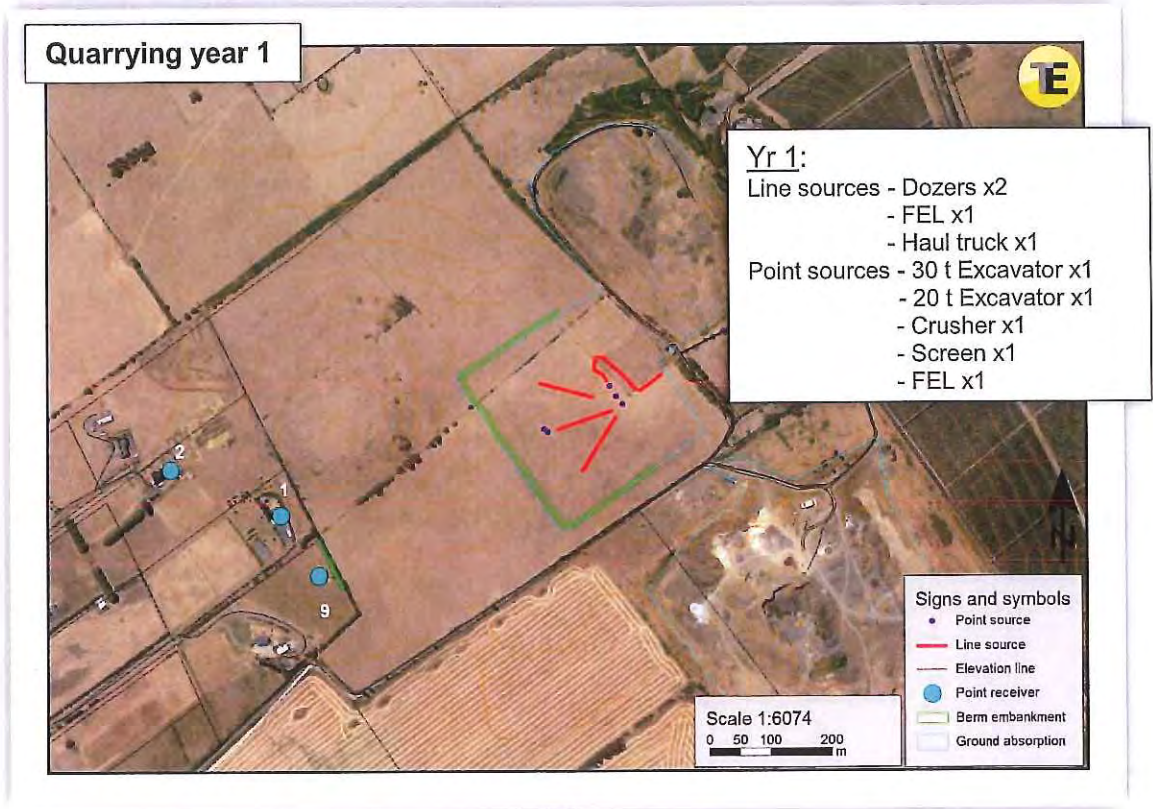 Quarrying year 1
TE
Yr 1:
Line sources - Dozers x2
- FEL x1
- Haul truck x1
Point sources - 30 t Excavator x1
- 20 t Excavator x1
- Crusher x1
- Screen x1
- FEL x1
2
1
9
Signs and symbols
Point source
Line source
Elevation line
Point receiver
Berm embankment
Ground absorption
Scale 1:6074
0 50 100 200
m